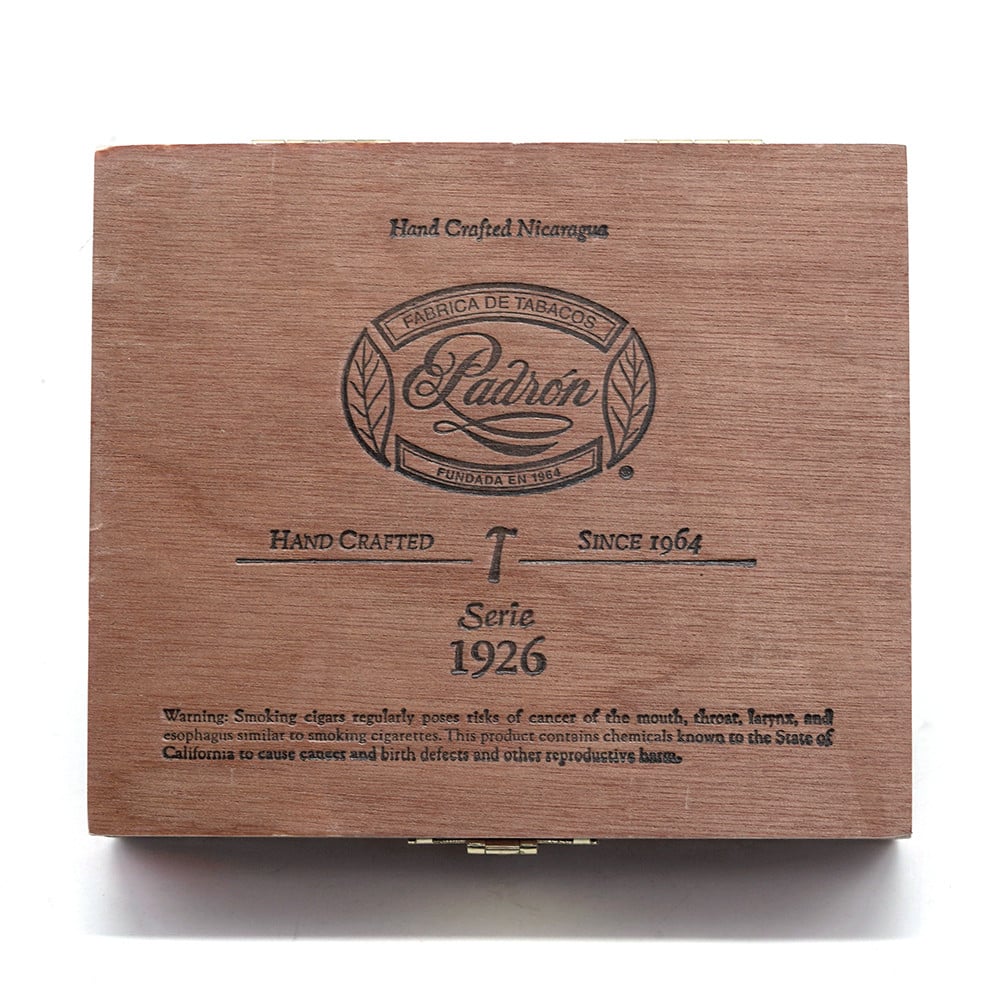 Hand Crafted Nicaragua
FABRICA DE TABACOS
Padrón
FUNDADA EN 1964
HAND CRAFTED SINCE 1964
Serie
1926
Warning: Smoking cigars regularly poses risks of cancer of the mouth, throat, larynx, and
esophagus similar to smoking cigarettes. This product contains chemicals known to the State of
California to cause cancer and birth defects and other reproductive harm.